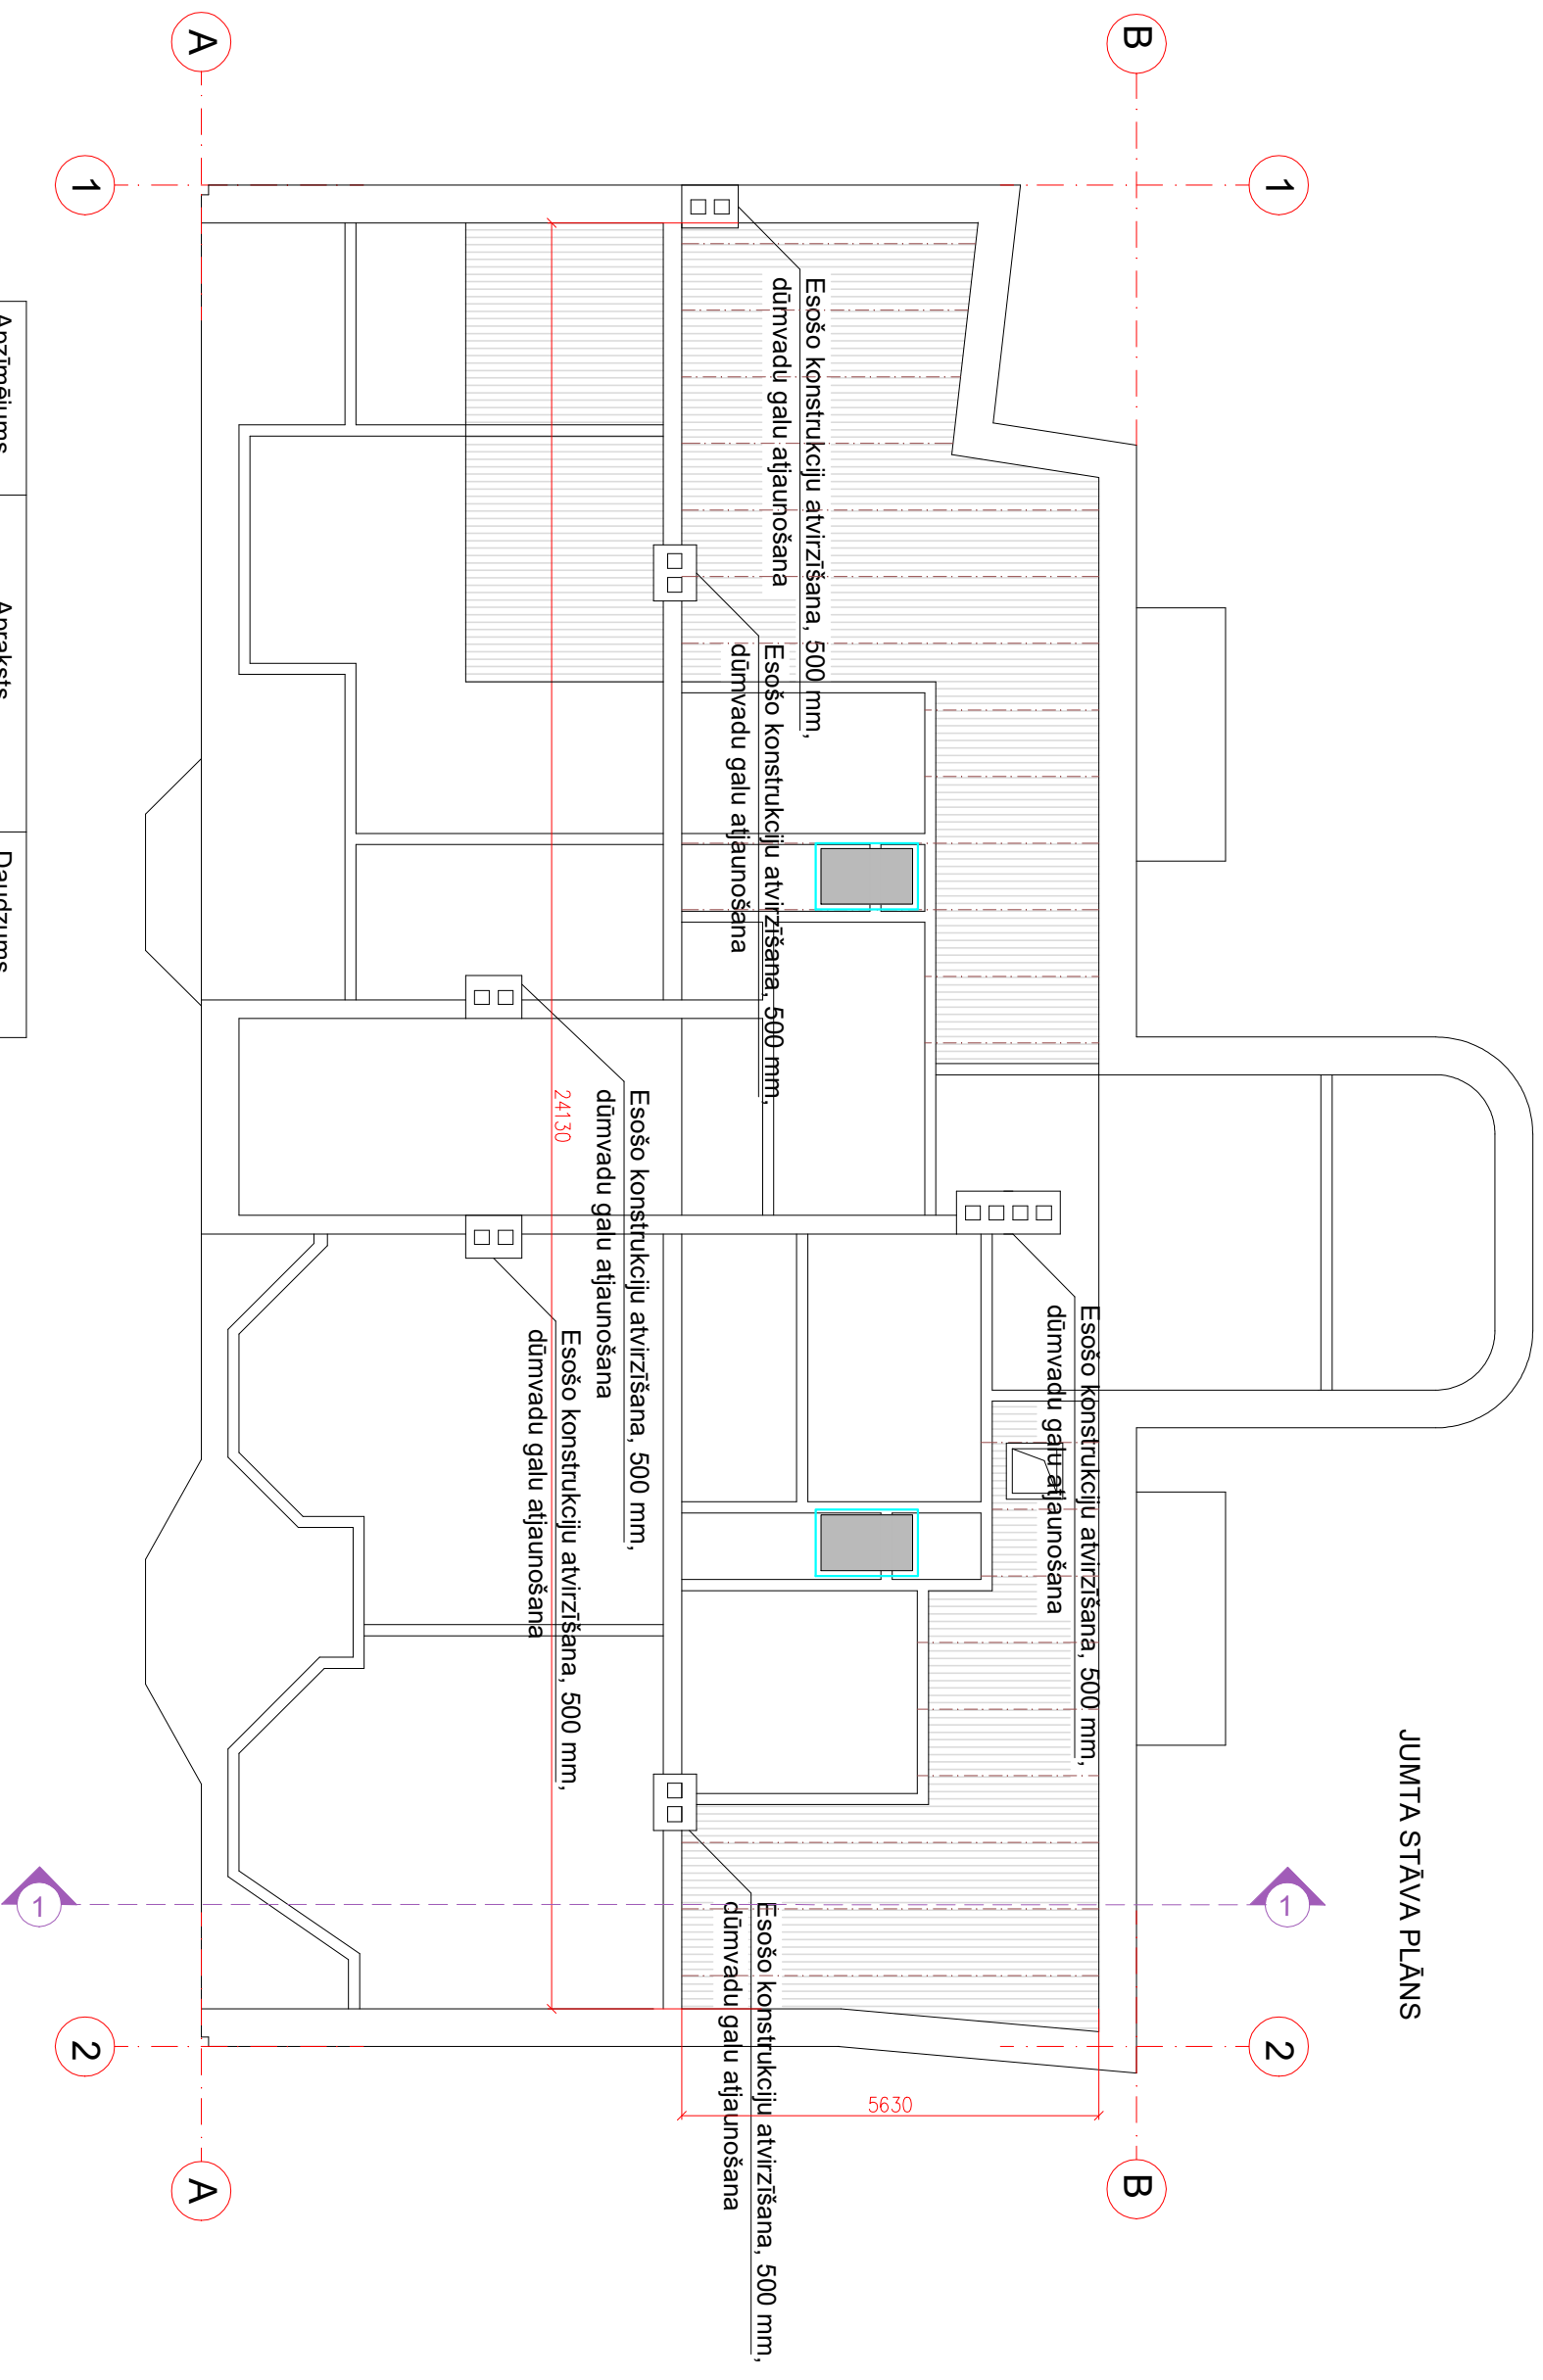 JUMTA STĀVA PLĀNS
1
1
2
B
B
Esošo konstrukciju atvirzīšana, 500 mm,
dūmvadu galu atjaunošana
5630
Esošo konstrukciju atvirzīšana, 500 mm,
dūmvadu galu atjaunošana
Esošo konstrukciju atvirzīšana, 500 mm,
dūmvadu galu atjaunošana
Esošo konstrukciju atvirzīšana, 500 mm,
dūmvadu galu atjaunošana
Esošo konstrukciju atvirzīšana, 500 mm,
dūmvadu galu atjaunošana
Esošo konstrukciju atvirzīšana, 500 mm,
dūmvadu galu atjaunošana
24130
A
A
1
1
2
Apzīmējums
Apraksts
Daudzums